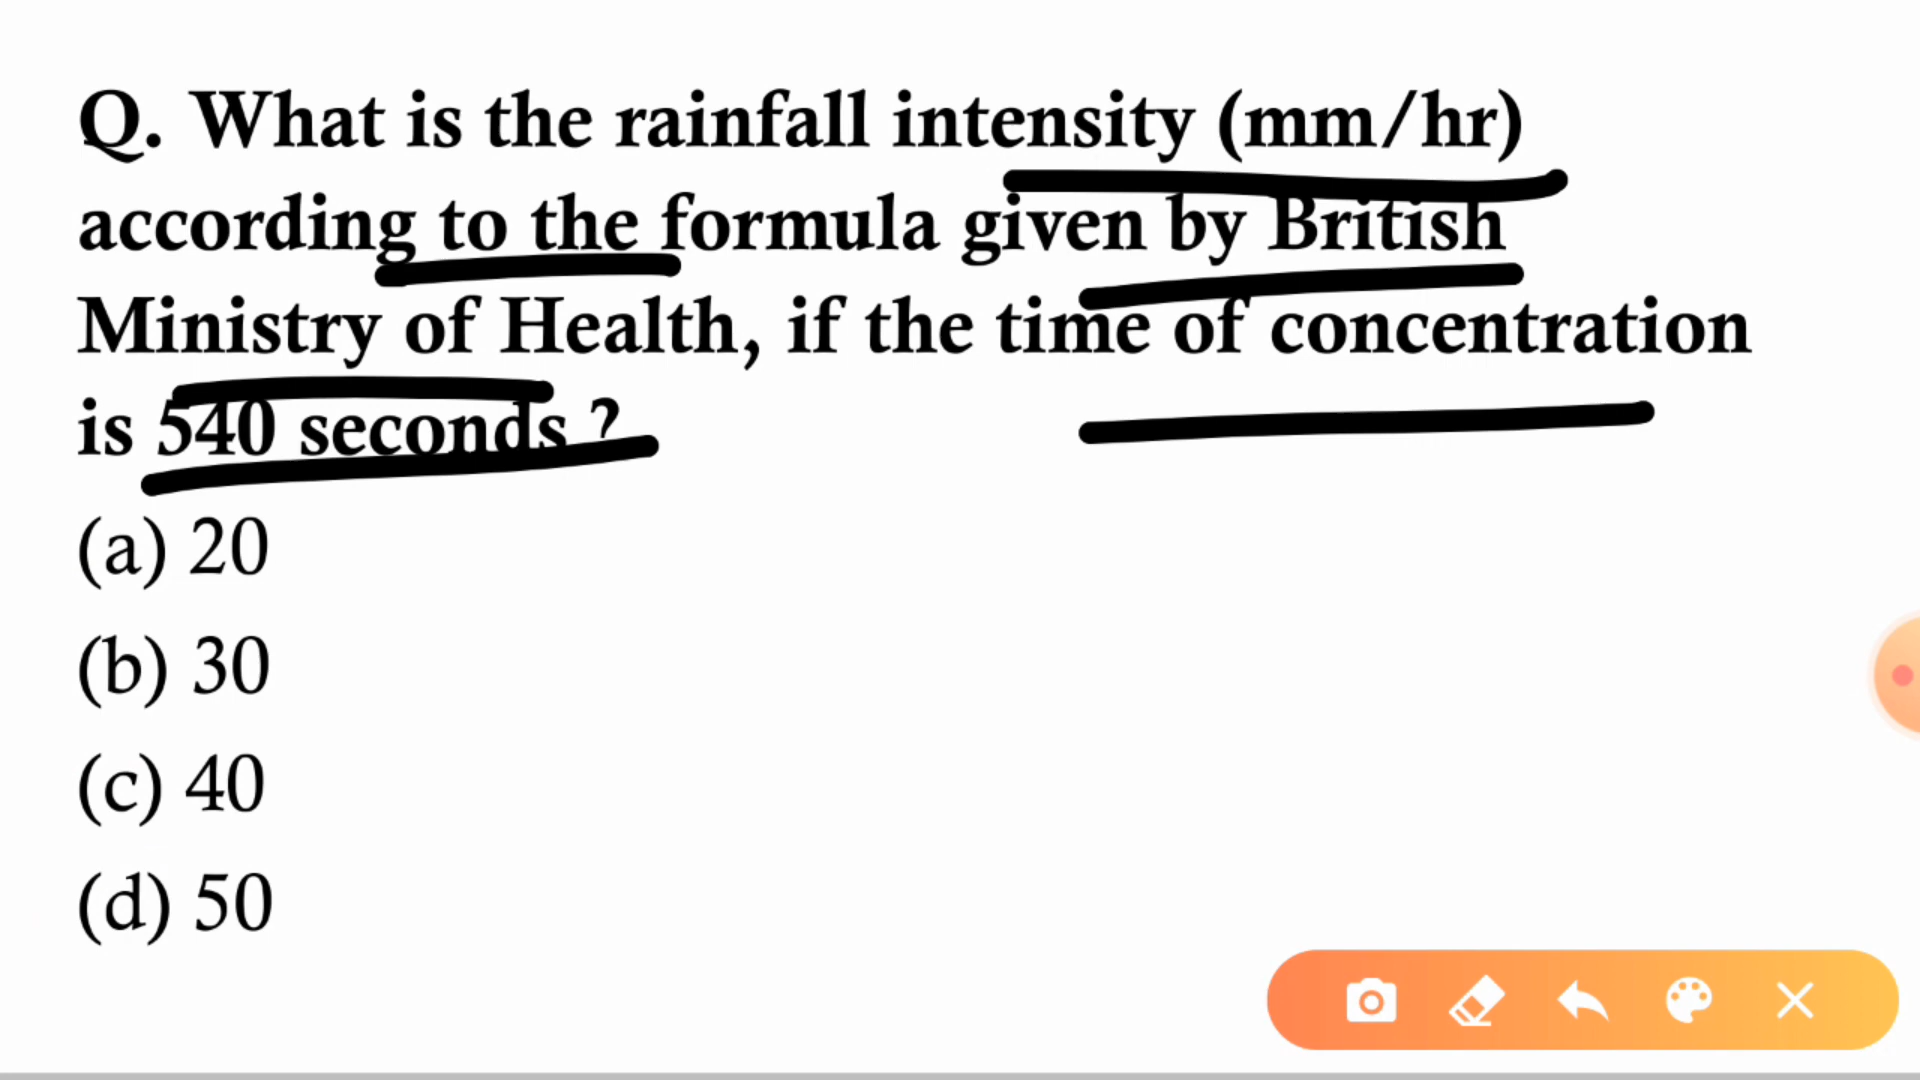 Q. What is the rainfall intensity (mm/hr)
according to the formula given by British
Ministry of Health, if the time of concentration
is 540 seconds ?
(a) 20
(b) 30
(c) 40
(d) 50